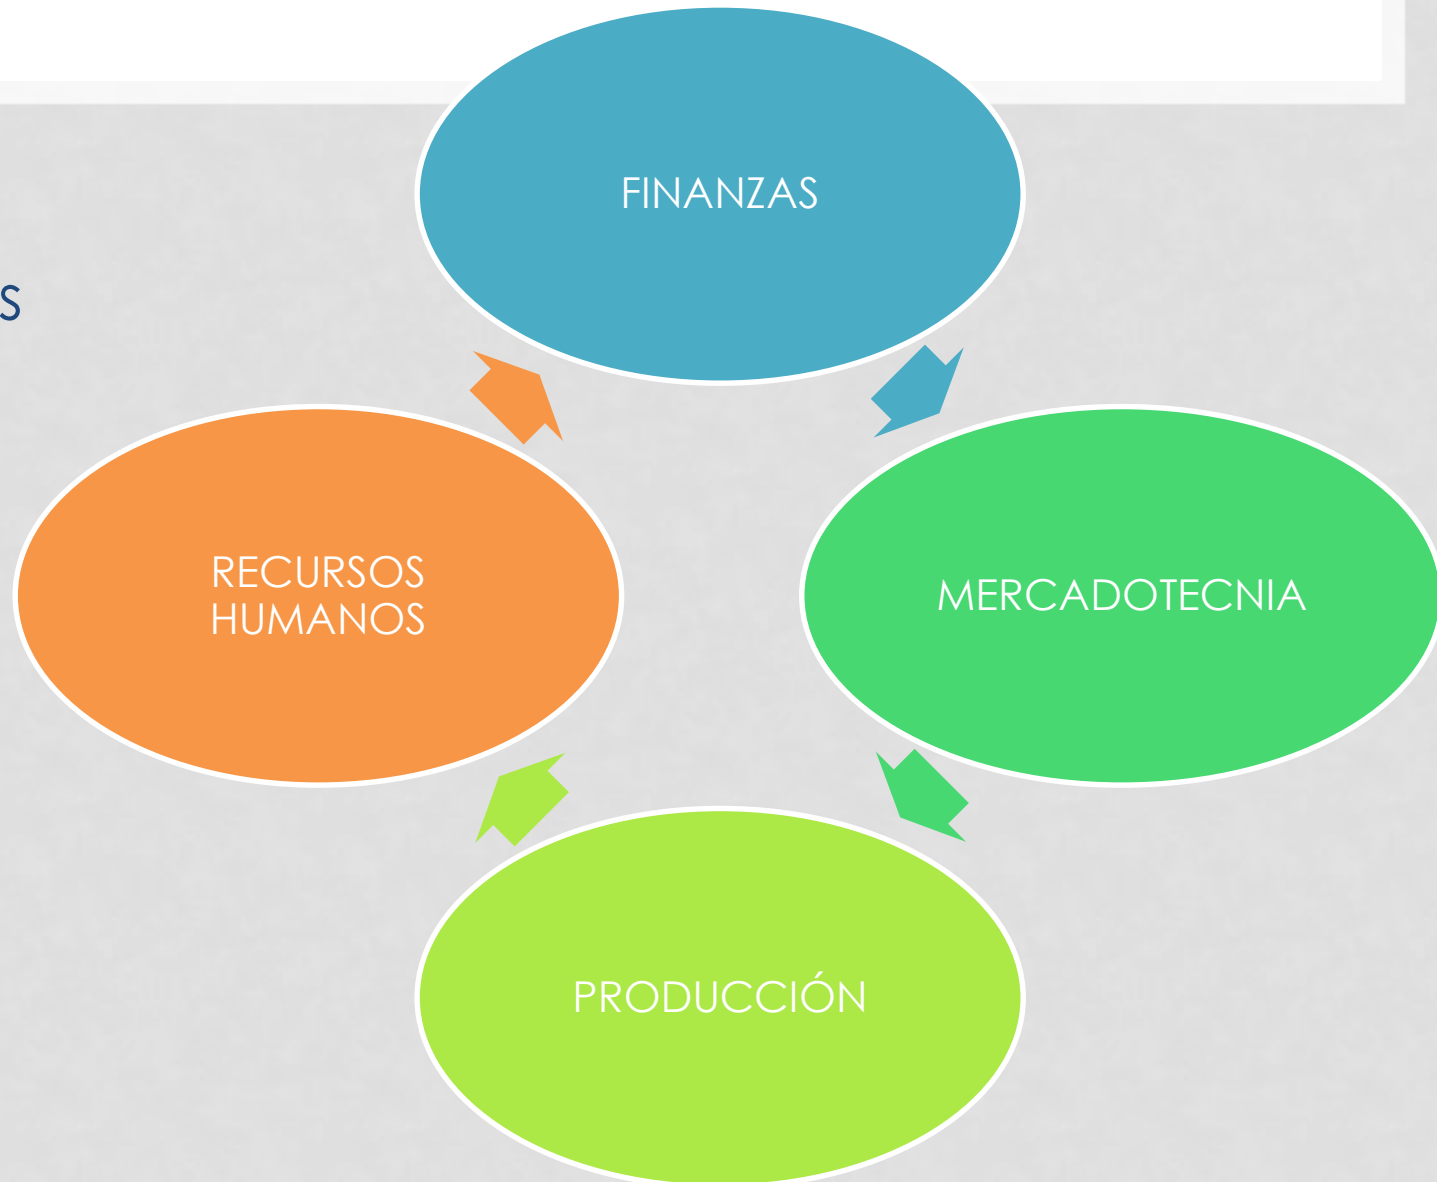 FINANZAS
S
RECURSOS
HUMANOS
MERCADOTECNIA
PRODUCCIÓN